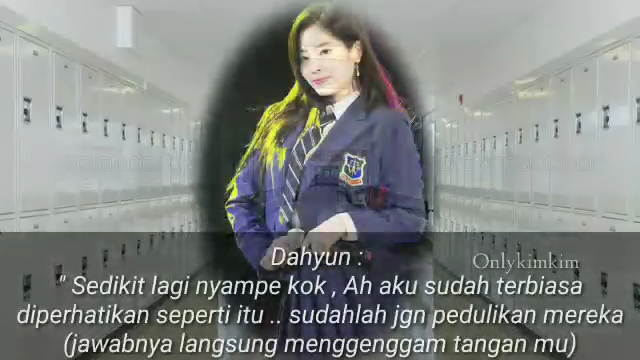 Dahyun :
Onlykimkim
" Sedikit lagi nyampe kok , Ah aku sudah terbiasa
diperhatikan seperti itu .. sudahlah jgn pedulikan mereka
(jawabnya langsung menggenggam tangan mu)